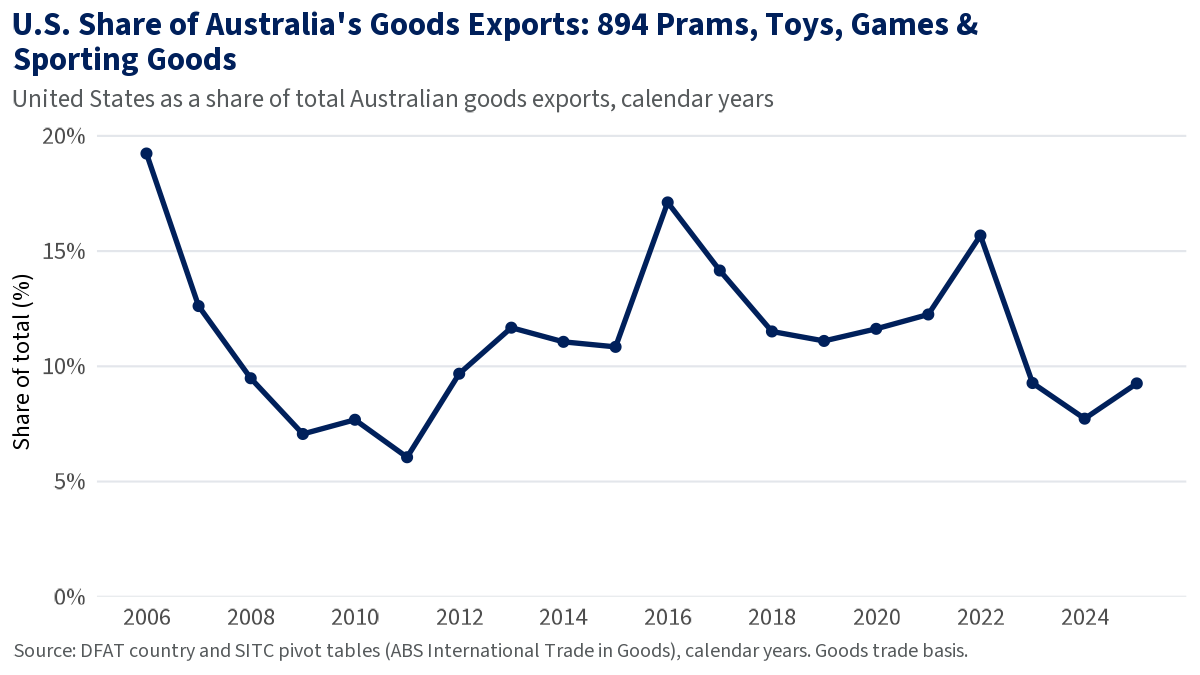 U.S. Share of Australia's Goods Exports: 894 Prams, Toys, Games &
Sporting Goods
United States as a share of total Australian goods exports, calendar years
20%
15%
10%
5%
0%
Share of total (%)
2006 2008 2010 2012 2014 2016 2018 2020 2022 2024
Source: DFAT country and SITC pivot tables (ABS International Trade in Goods), calendar years. Goods trade basis.